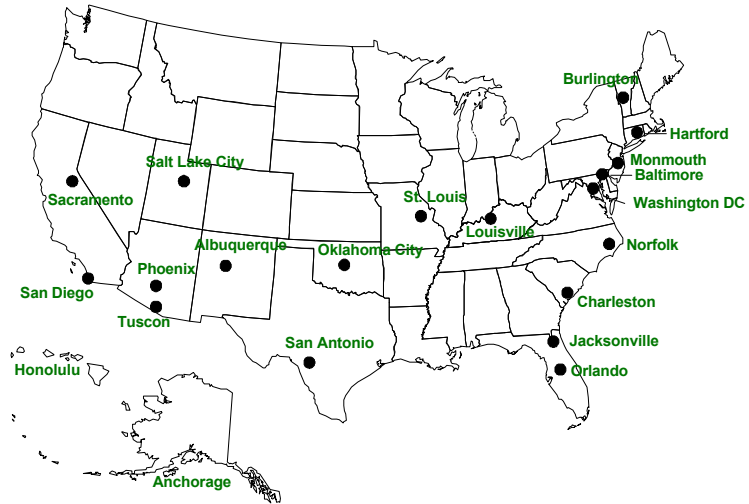 Burlington
Hartford
Monmouth
Baltimore
Salt Lake City
Sacramento
St. Louis
Washington DC
Louisville
Albuquerque
Oklahoma City
Norfolk
Phoenix
San Diego
Charleston
Tuscon
San Antonio
Jacksonville
Honolulu
Orlando
Anchorage